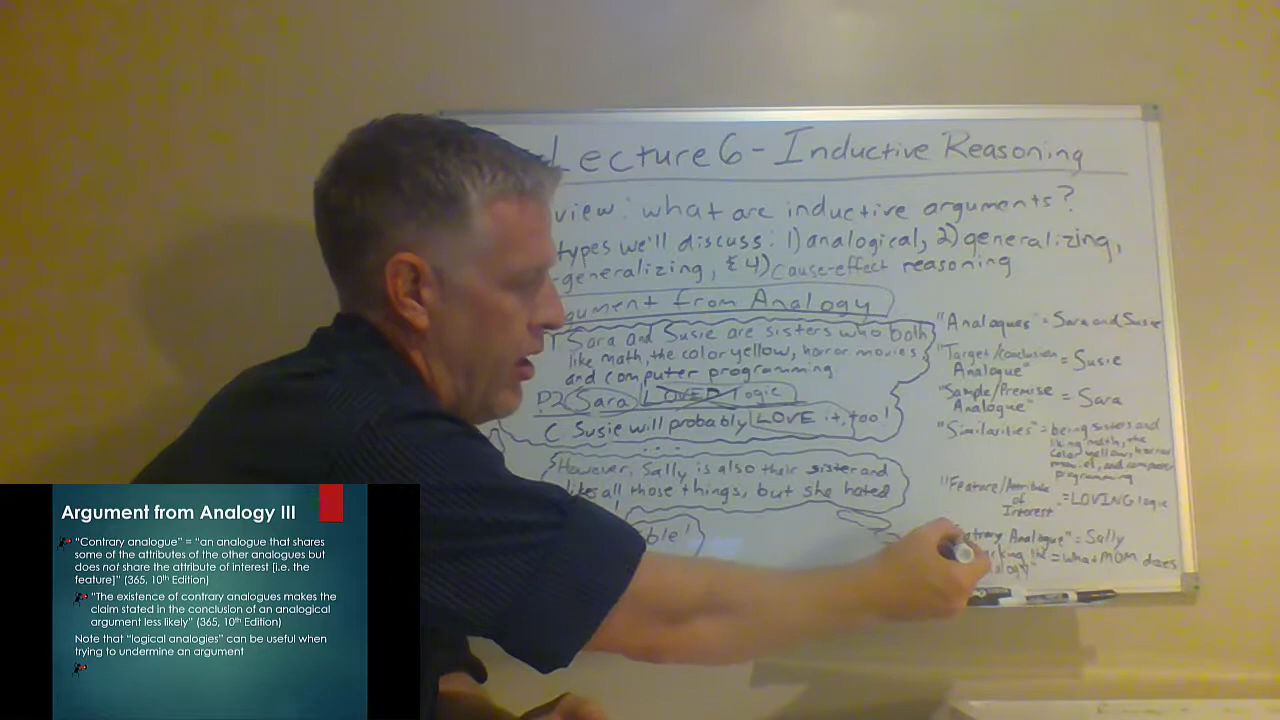 Lecture 6 - Inductive Reasoning
view: what are inductive arguments?
types we'll discuss: 1) analogical, 2) generalizing,
generalizing, & 4) cause-effect reasoning
gument from Analogy
1 Sara and Susie are sisters who both
like math, the color yellow, horror movies
and computer programming
P2 Sara LOVED logic
C Susie will probably LOVE it, too!
...
However, Sally is also their sister and
likes all those things, but she hated
ble!
"Analogues" = Sara and Susie
"Target/Conclusion
Analogue" = Susie
"Sample/Premise
Analogue" = Sara
"Similarities" = being sisters and
liking math, the
color yellow, horror
movies, and computer
programming
"Feature/Attribute
of
Interest" = LOVING logic
ntrary Analogue" = Sally
the = what MOM does
Argument from Analogy III
"Contrary analogue" = "an analogue that shares
some of the attributes of the other analogues but
does not share the attribute of interest [i.e. the
feature]" (365, 10th Edition)
"The existence of contrary analogues makes the
claim stated in the conclusion of an analogical
argument less likely" (365, 10th Edition)
Note that "logical analogies" can be useful when
trying to undermine an argument